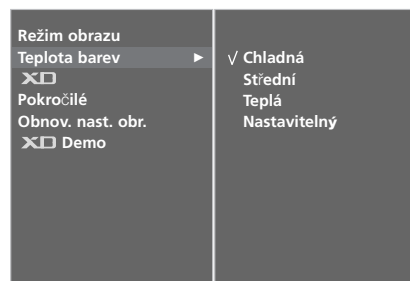 Režim obrazu
Teplota barev ►
XD
Pokročilé
Obnov. nast. obr.
XD Demo
√ Chladná
Střední
Teplá
Nastavitelný